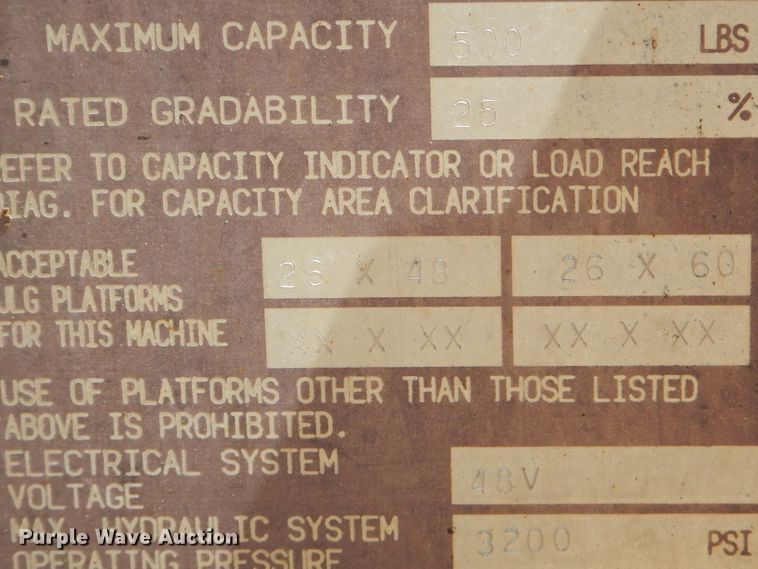 MAXIMUM CAPACITY 500 LBS
RATED GRADABILITY 25 %
EFER TO CAPACITY INDICATOR OR LOAD REACH
DIAG. FOR CAPACITY AREA CLARIFICATION
ACCEPTABLE 26 X 48 26 X 60
JLG PLATFORMS
FOR THIS MACHINE XX X XX XX X XX
USE OF PLATFORMS OTHER THAN THOSE LISTED
ABOVE IS PROHIBITED.
ELECTRICAL SYSTEM
VOLTAGE 48V
MAX. HYDRAULIC SYSTEM 3200 PSI
OPERATING PRESSURE
Purple Wave Auction